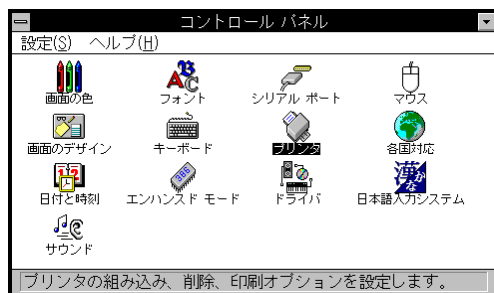 コントロール パネル
設定(S) ヘルプ(H)
画面の色 フォント シリアル ポート マウス
画面のデザイン キーボード プリンタ 各国対応
日付と時刻 エンハンスド モード ドライバ 日本語入力システム
サウンド
プリンタの組み込み、削除、印刷オプションを設定します。